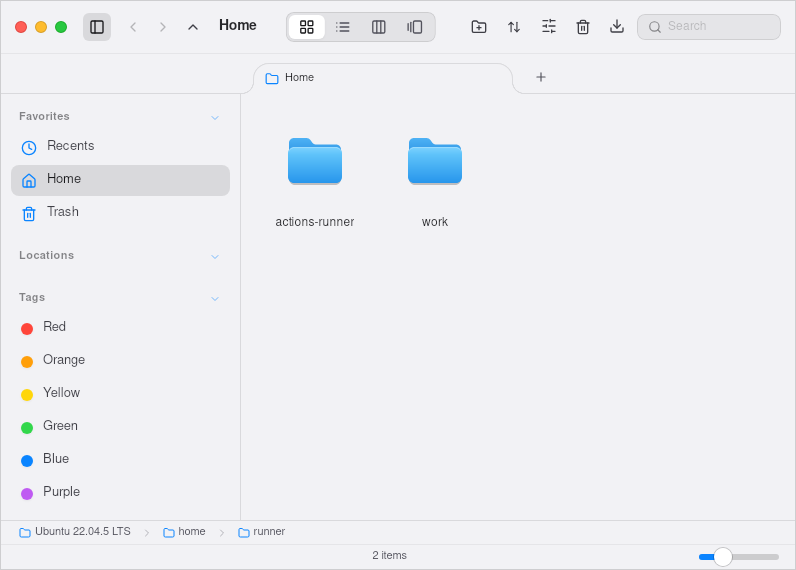 Home
Search
Home
Favorites
Recents
Home
Trash
Locations
Tags
Red
Orange
Yellow
Green
Blue
Purple
actions-runner
work
Ubuntu 22.04.5 LTS
home
runner
2 items